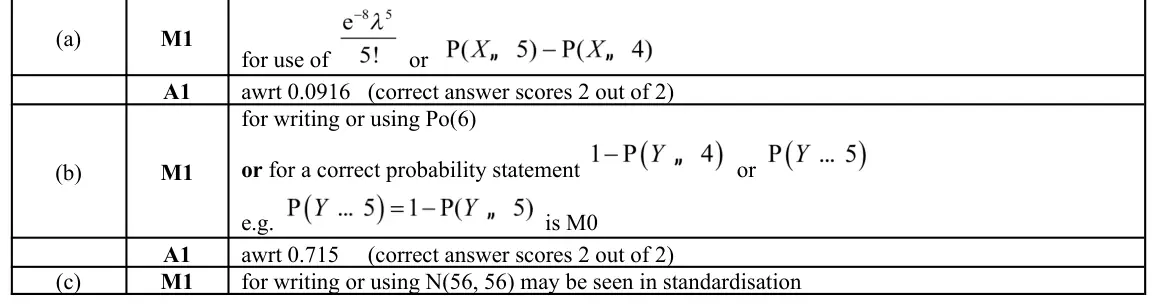 (a) M1 for use of e⁻⁸λ⁵/5! or P(X „ 5) − P(X „ 4)
A1 awrt 0.0916 (correct answer scores 2 out of 2)
for writing or using Po(6)
(b) M1 or for a correct probability statement 1−P(Y „ 4) or P(Y ... 5)
e.g. P(Y ... 5)=1−P(Y „ 5) is M0
A1 awrt 0.715 (correct answer scores 2 out of 2)
(c) M1 for writing or using N(56, 56) may be seen in standardisation